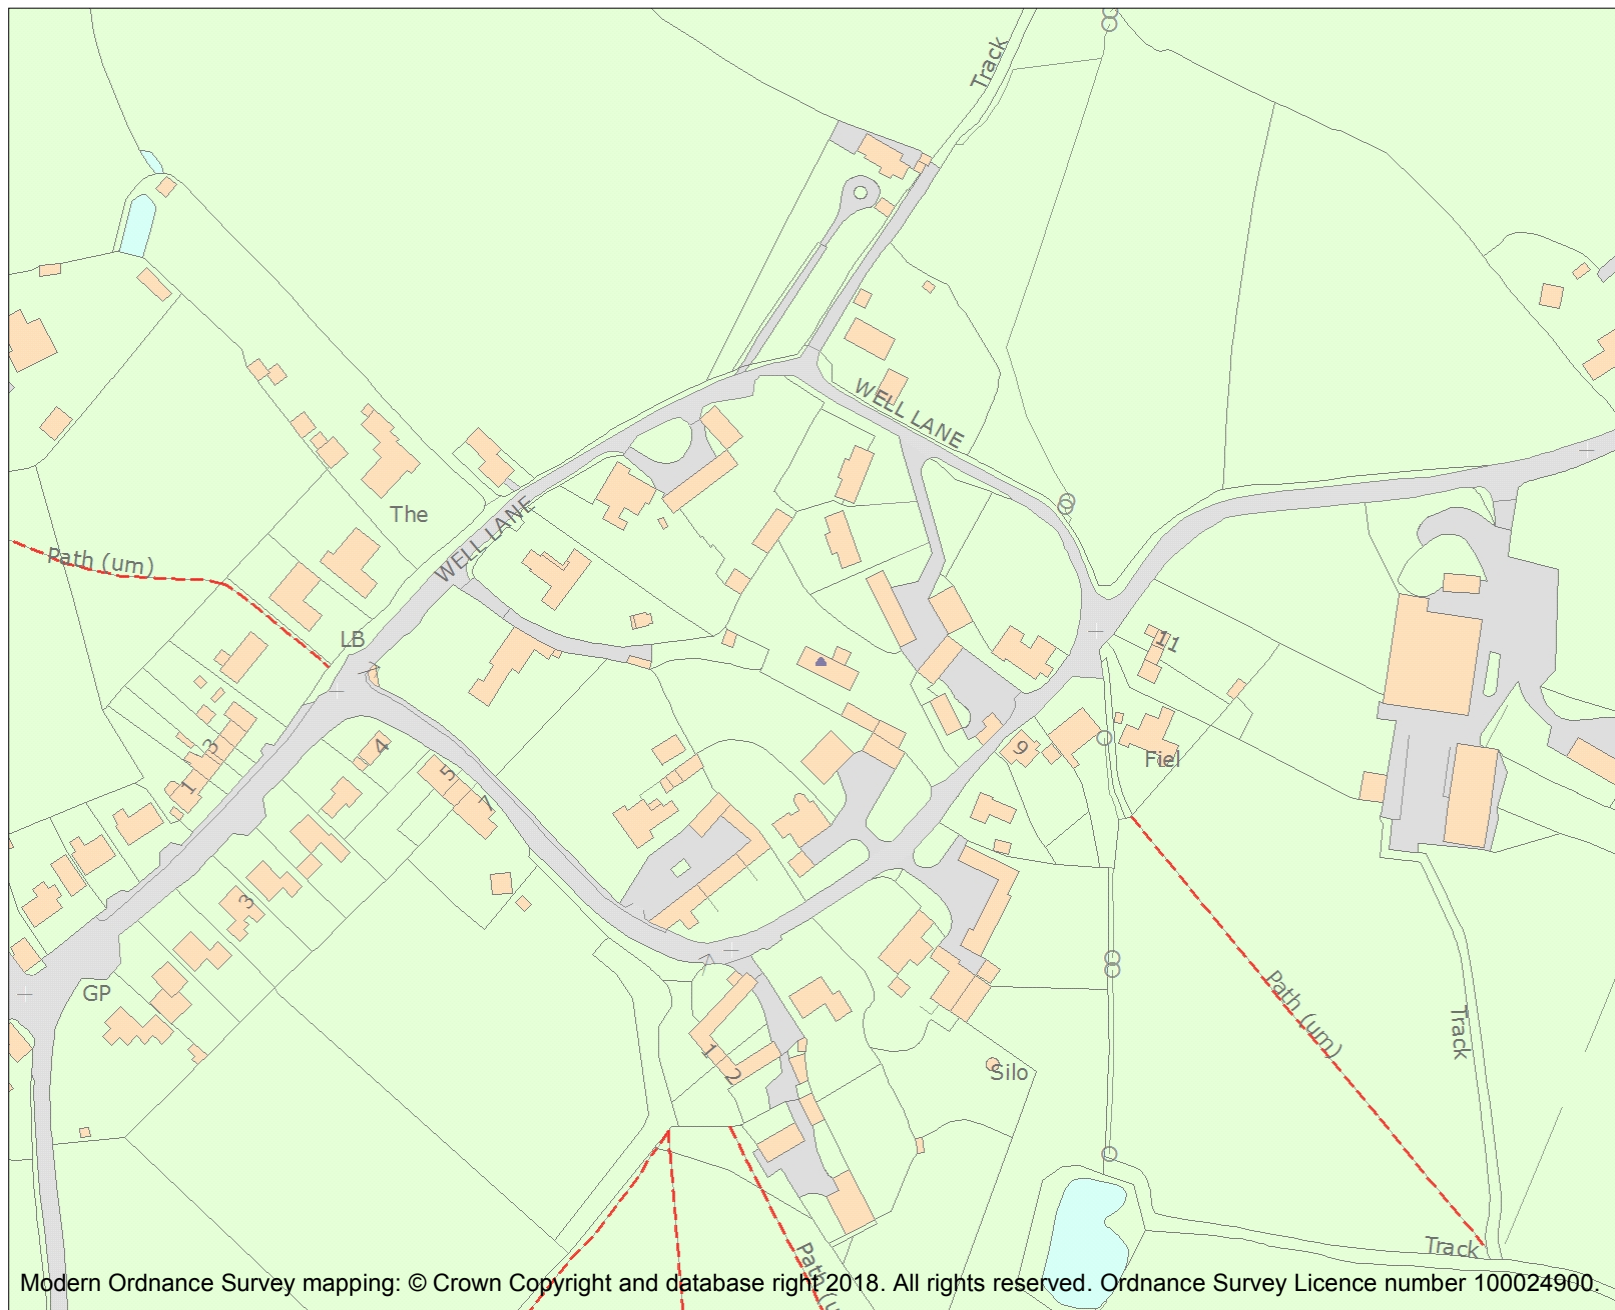 Track
WELL LANE
The
WELL LANE
Path (um)
LB
11
3
4
9
Fiel
1
5
7
3
GP
Path (um)
Track
1
2
Silo
Track
Path (u
Modern Ordnance Survey mapping: © Crown Copyright and database right 2018. All rights reserved. Ordnance Survey Licence number 100024900.